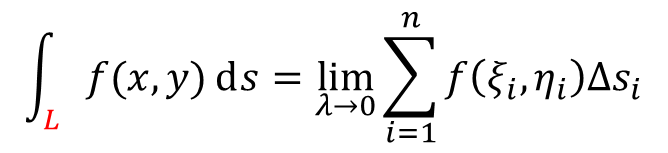 ∫_L f(x, y) ds = lim_{λ→0} ∑_{i=1}^{n} f(ξ_i, η_i)Δs_i